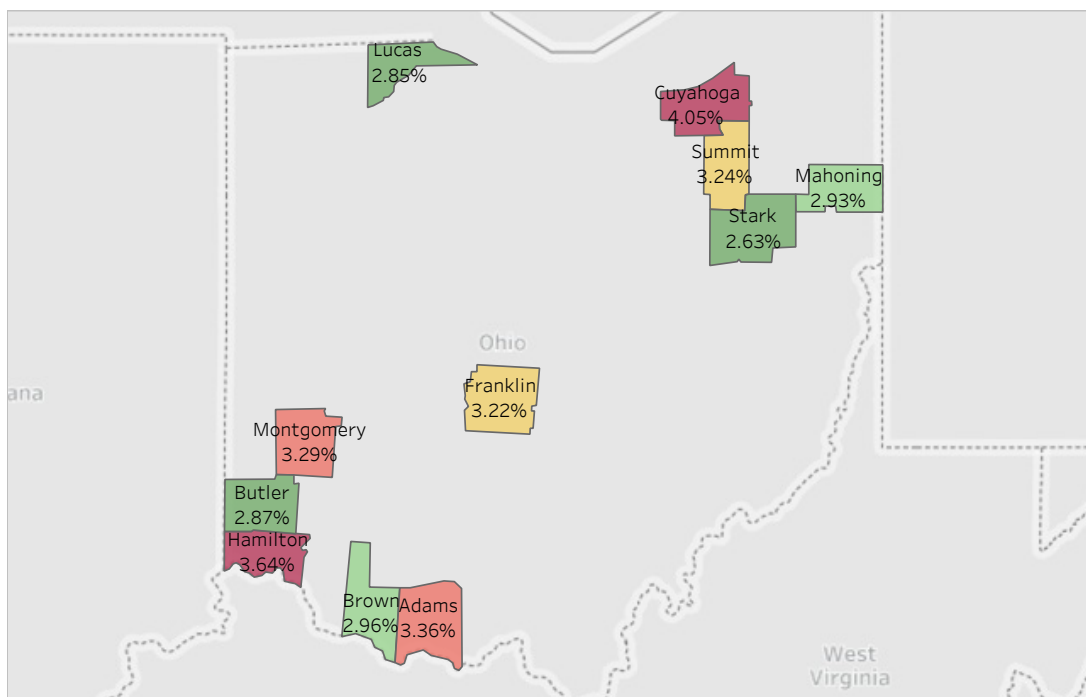 Lucas
2.85%
Cuyahoga
4.05%
Summit
3.24%
Mahoning
2.93%
Stark
2.63%
Ohio
Franklin
3.22%
ana
Montgomery
3.29%
Butler
2.87%
Hamilton
3.64%
Brown
2.96%
Adams
3.36%
West
Virginia